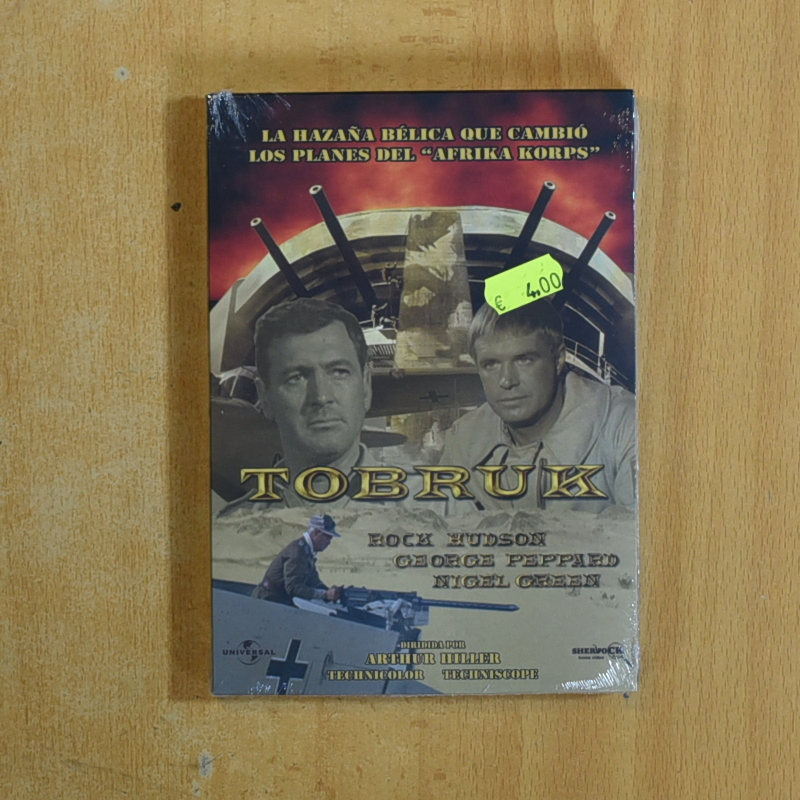 LA HAZAÑA BÉLICA QUE CAMBIÓ
LOS PLANES DEL “AFRIKA KORPS”
€ 4,00
TOBRUK
ROCK HUDSON
GEORGE PEPPARD
NIGEL GREEN
UNIVERSAL
DIRIDIDA POR
ARTHUR HILLER
TECHNICOLOR TECHNISCOPE
SHERLOCK